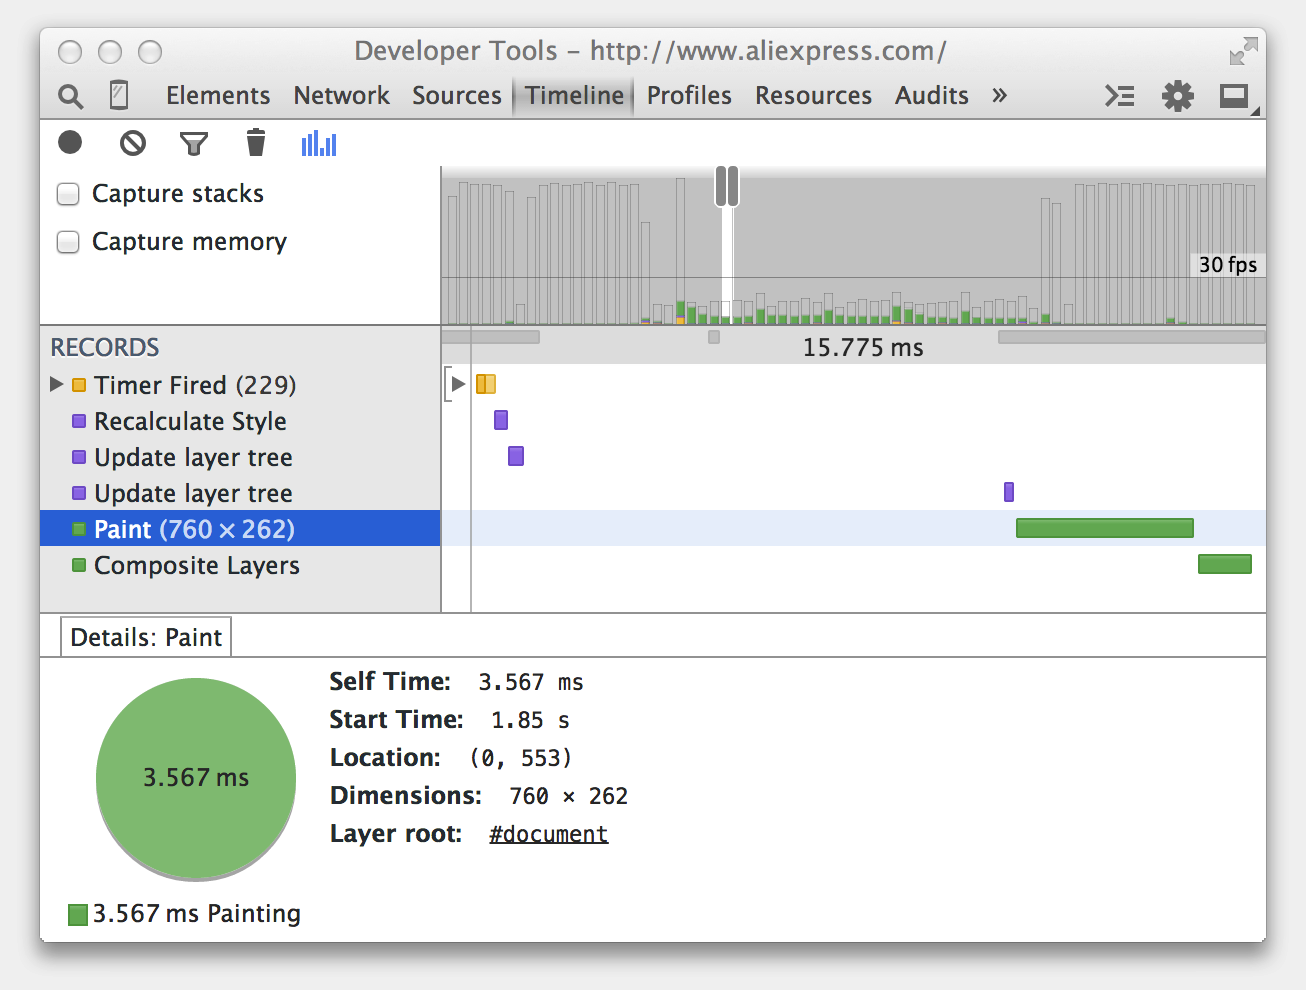 Developer Tools – http://www.aliexpress.com/
Elements Network Sources Timeline Profiles Resources Audits »
Capture stacks
Capture memory
30 fps
RECORDS
15.775 ms
Timer Fired (229)
Recalculate Style
Update layer tree
Update layer tree
Paint (760 × 262)
Composite Layers
Details: Paint
3.567 ms
Self Time: 3.567 ms
Start Time: 1.85 s
Location: (0, 553)
Dimensions: 760 × 262
Layer root: #document
3.567 ms Painting